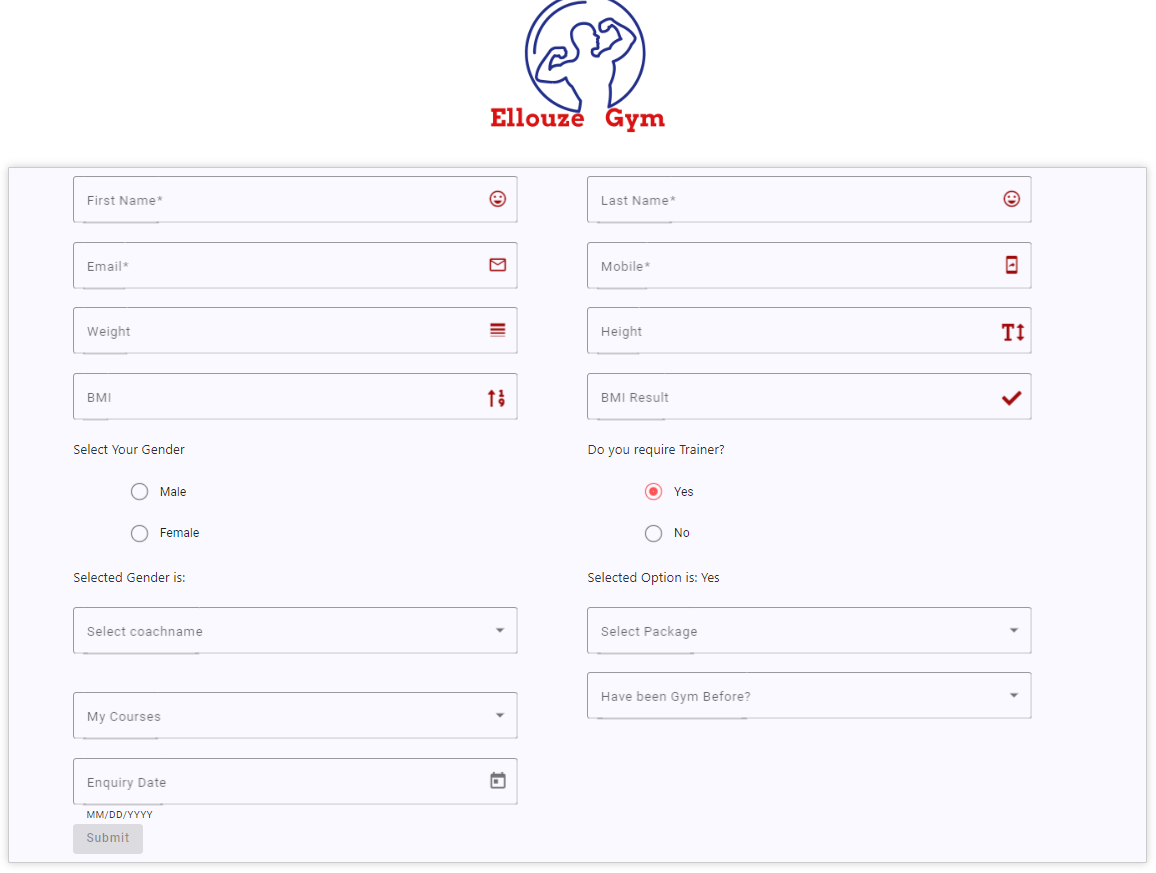 Ellouze Gym
First Name*
Last Name*
Email*
Mobile*
Weight
Height
BMI
BMI Result
Select Your Gender
Do you require Trainer?
Male
Yes
Female
No
Selected Gender is:
Selected Option is: Yes
Select coachname
Select Package
Have been Gym Before?
My Courses
Enquiry Date
MM/DD/YYYY
Submit